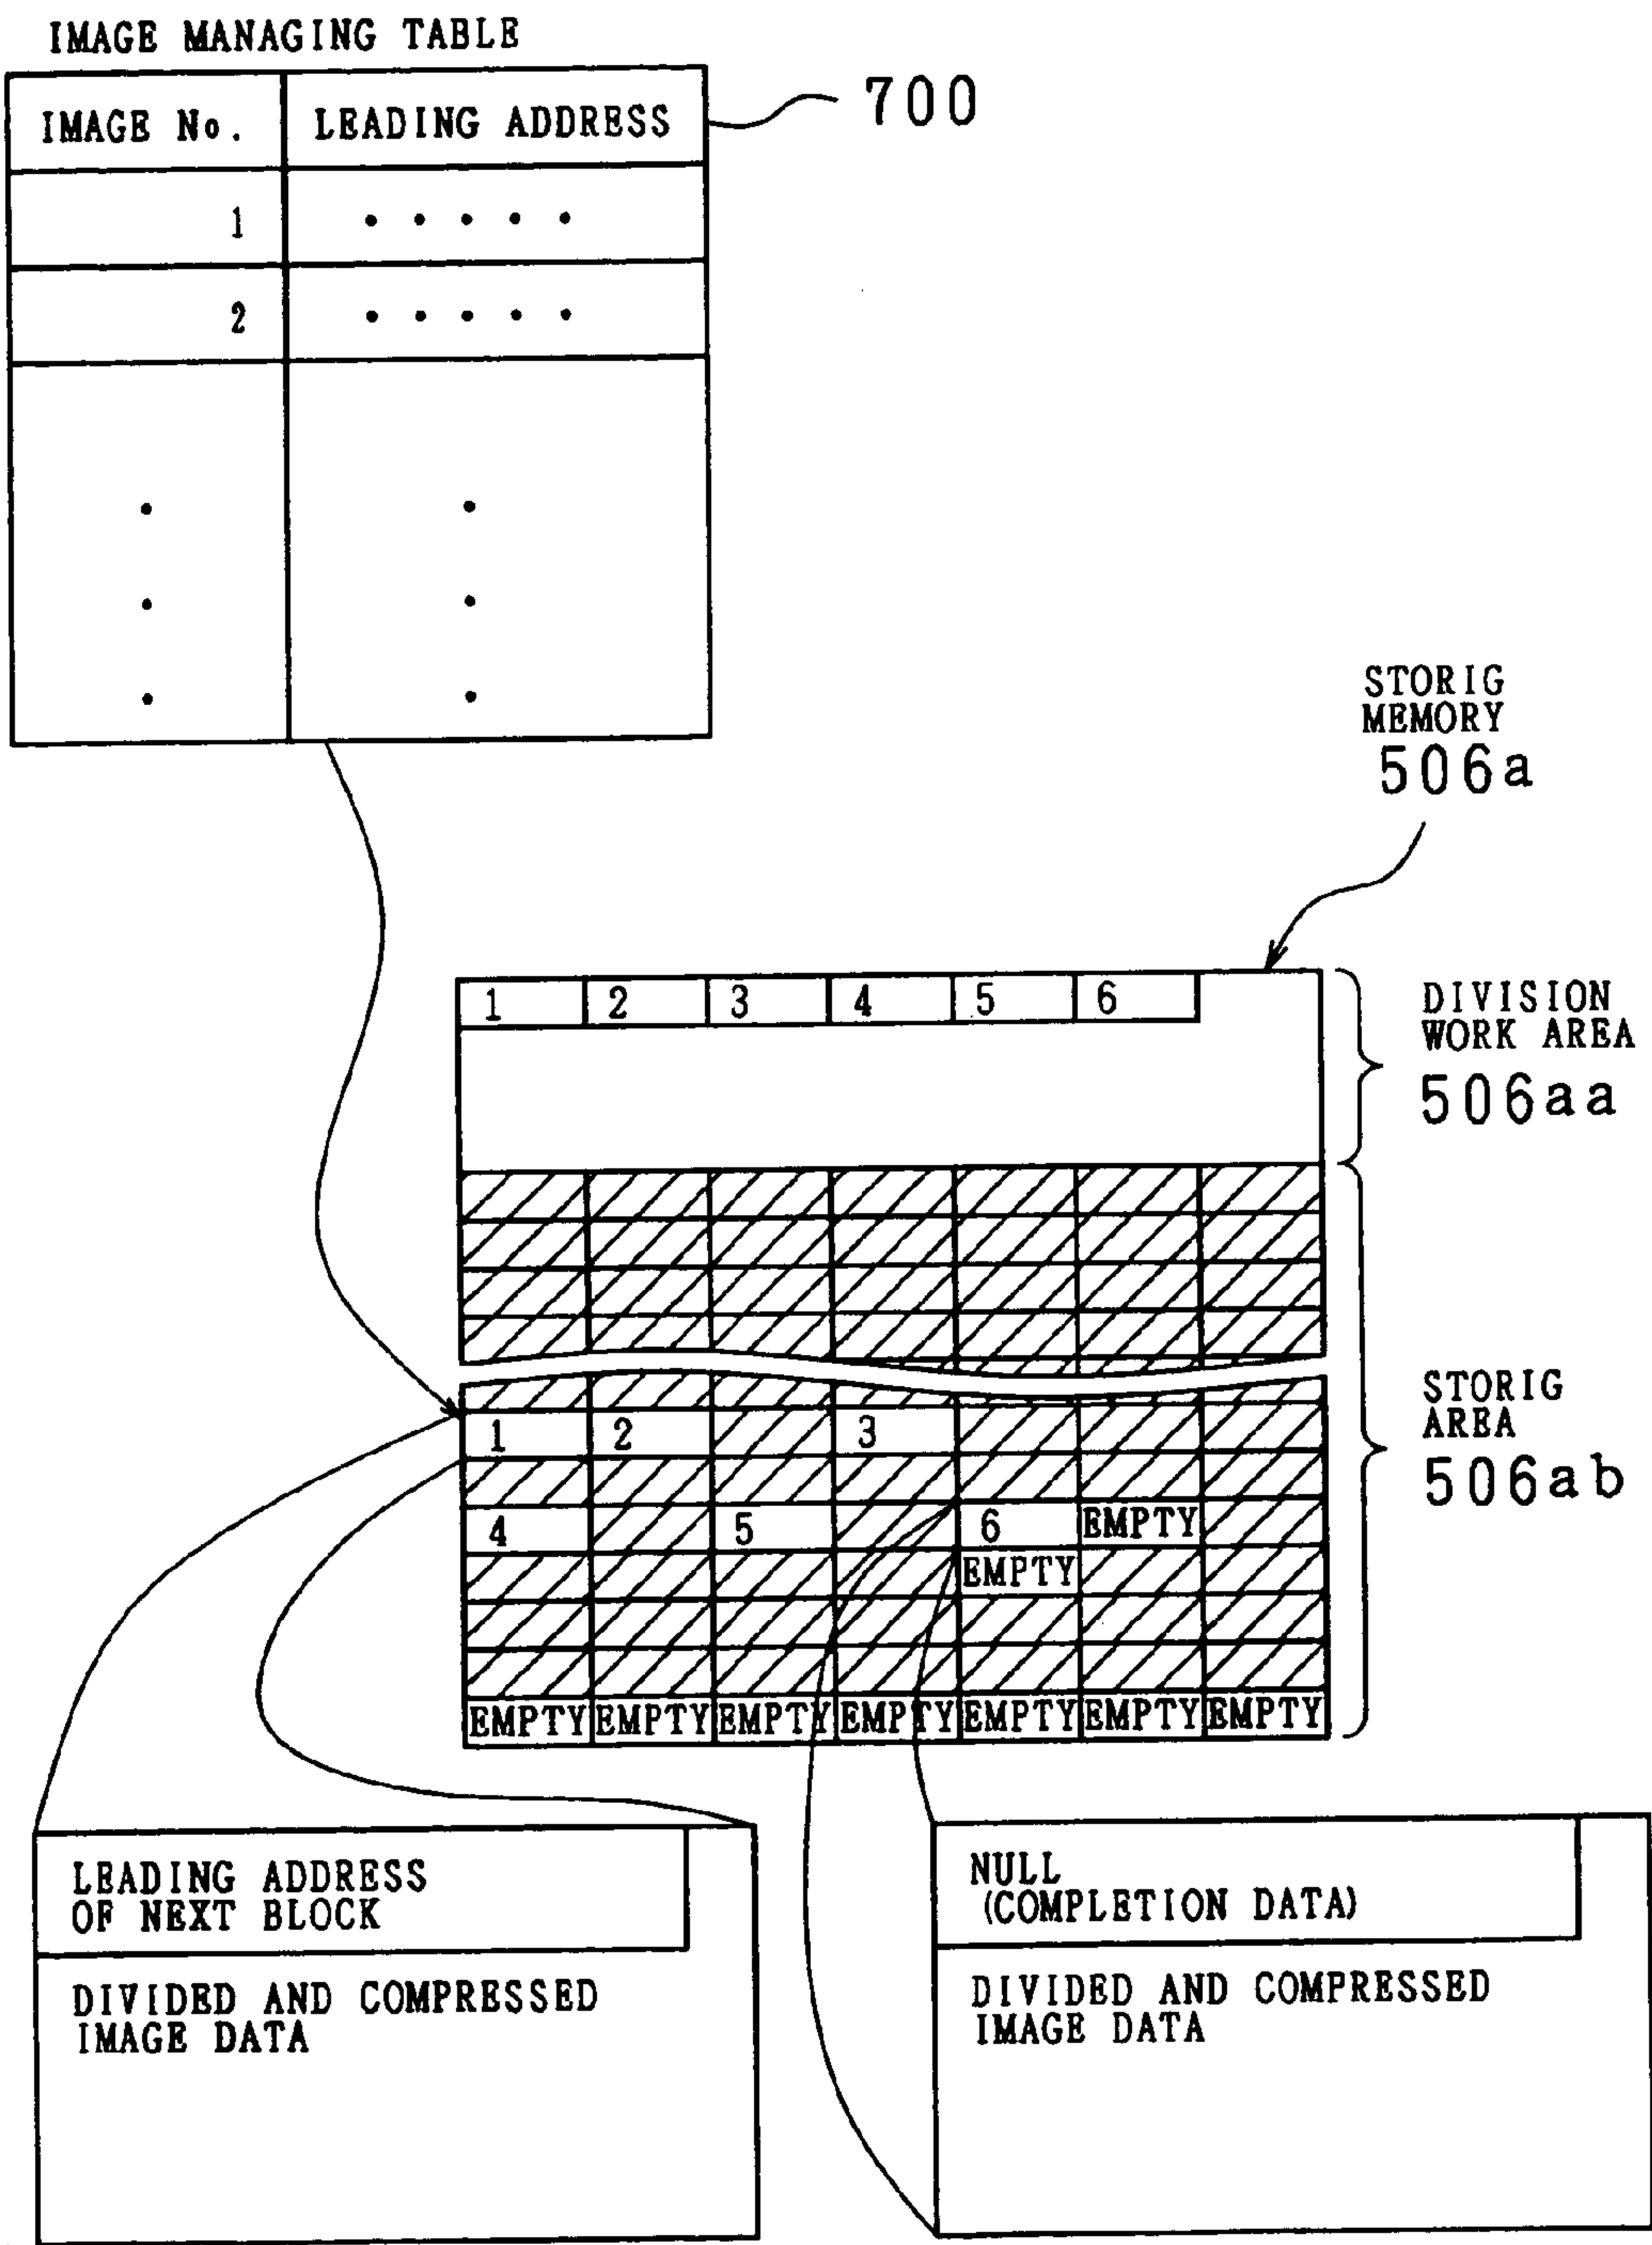 IMAGE MANAGING TABLE
IMAGE No. LEADING ADDRESS
700
1 • • • • •
2 • • • • •
• •
• •
• •
STORIG
MEMORY
506a
1 2 3 4 5 6
DIVISION
WORK AREA
506aa
STORIG
AREA
506ab
1 2 3
4 5 6 EMPTY
EMPTY
EMPTY EMPTY EMPTY EMPTY EMPTY EMPTY EMPTY
LEADING ADDRESS
OF NEXT BLOCK
DIVIDED AND COMPRESSED
IMAGE DATA
NULL
(COMPLETION DATA)
DIVIDED AND COMPRESSED
IMAGE DATA